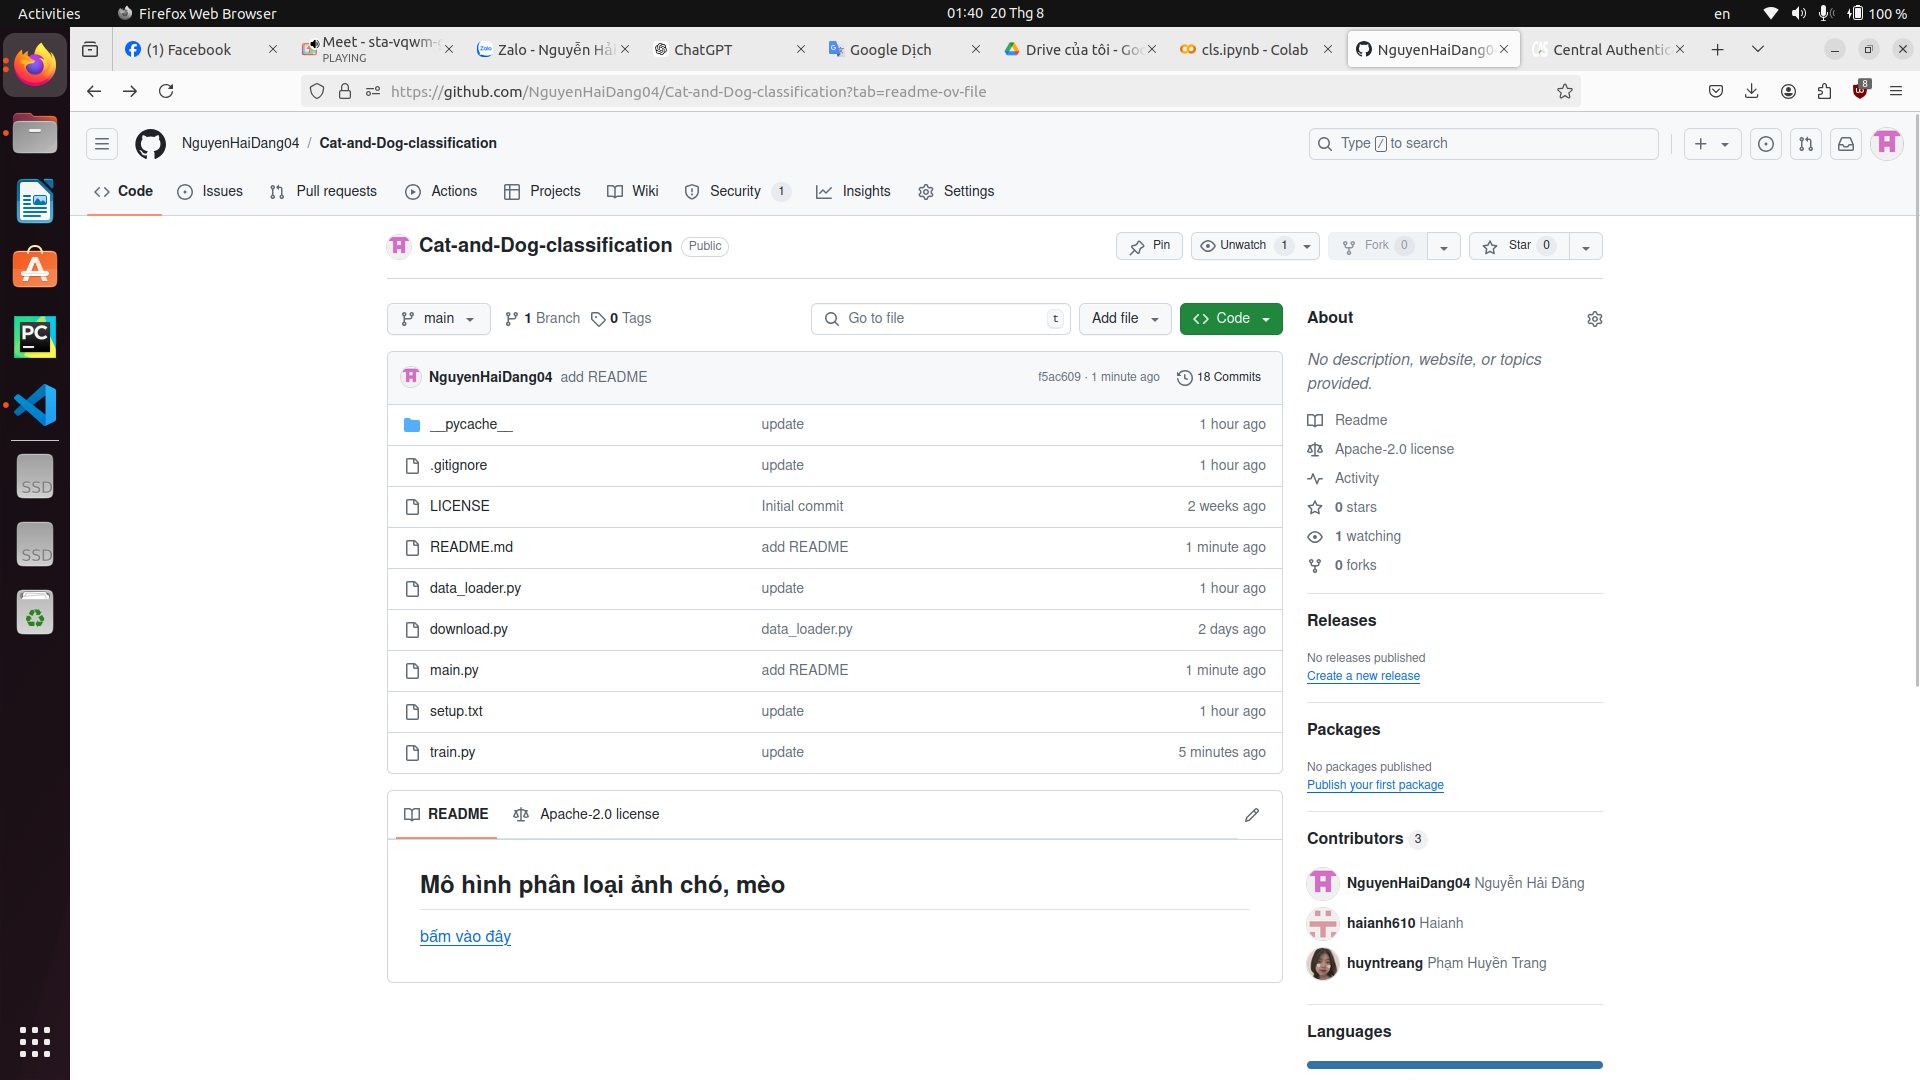 Activities Firefox Web Browser 01:40 20 Thg 8 en 100 %
(1) Facebook Meet - sta-vqwm- PLAYING Zalo - Nguyễn Hải ChatGPT Google Dịch Drive của tôi - Goo cls.ipynb - Colab NguyenHaiDang0 Central Authentic
https://github.com/NguyenHaiDang04/Cat-and-Dog-classification?tab=readme-ov-file 8
NguyenHaiDang04 / Cat-and-Dog-classification Type / to search
Code Issues Pull requests Actions Projects Wiki Security 1 Insights Settings
Cat-and-Dog-classification Public Pin Unwatch 1 Fork 0 Star 0
main 1 Branch 0 Tags Go to file t Add file Code
NguyenHaiDang04 add README f5ac609 · 1 minute ago 18 Commits
__pycache__ update 1 hour ago
.gitignore update 1 hour ago
LICENSE Initial commit 2 weeks ago
README.md add README 1 minute ago
data_loader.py update 1 hour ago
download.py data_loader.py 2 days ago
main.py add README 1 minute ago
setup.txt update 1 hour ago
train.py update 5 minutes ago
README Apache-2.0 license
Mô hình phân loại ảnh chó, mèo
bấm vào đây
About
No description, website, or topics
provided.
Readme
Apache-2.0 license
Activity
0 stars
1 watching
0 forks
Releases
No releases published
Create a new release
Packages
No packages published
Publish your first package
Contributors 3
NguyenHaiDang04 Nguyễn Hải Đăng
haianh610 Haianh
huyntreang Phạm Huyền Trang
Languages
PC
SSD
SSD